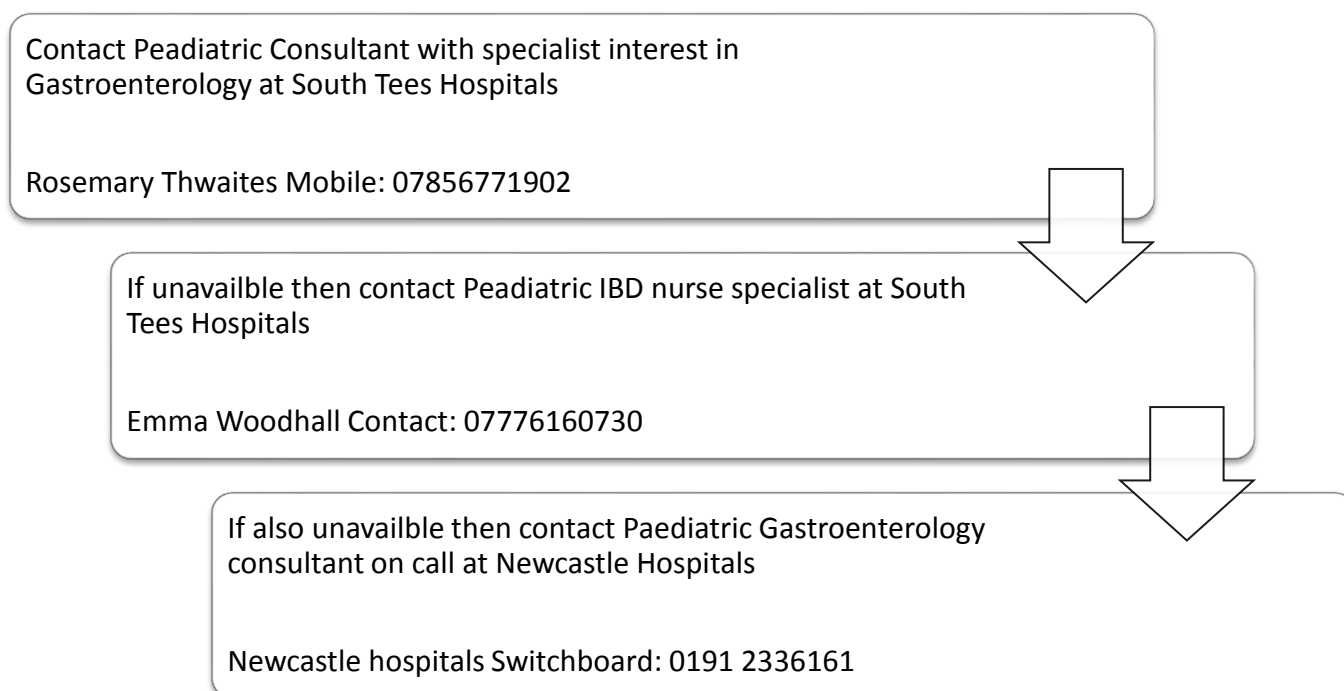 Contact Peadiatric Consultant with specialist interest in
Gastroenterology at South Tees Hospitals
Rosemary Thwaites Mobile: 07856771902
If unavailble then contact Peadiatric IBD nurse specialist at South
Tees Hospitals
Emma Woodhall Contact: 07776160730
If also unavailble then contact Paediatric Gastroenterology
consultant on call at Newcastle Hospitals
Newcastle hospitals Switchboard: 0191 2336161